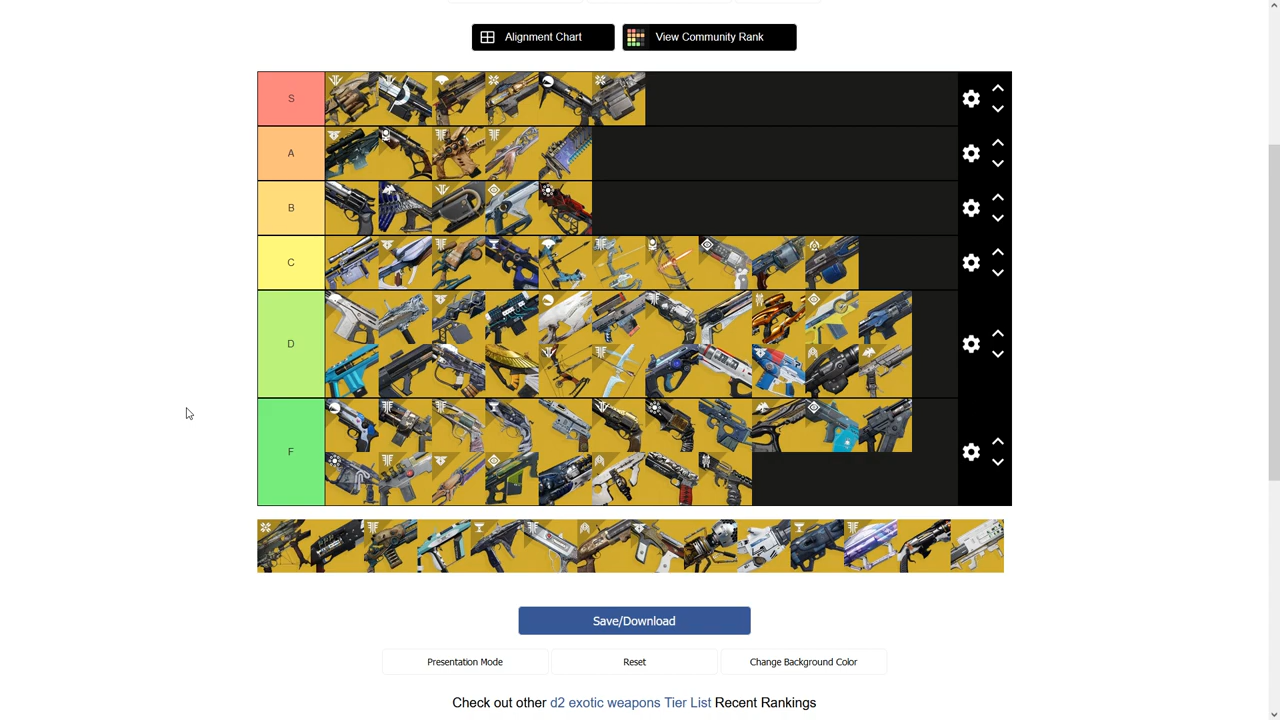 Alignment Chart
View Community Rank
S
A
B
C
D
F
Save/Download
Presentation Mode
Reset
Change Background Color
Check out other d2 exotic weapons Tier List Recent Rankings